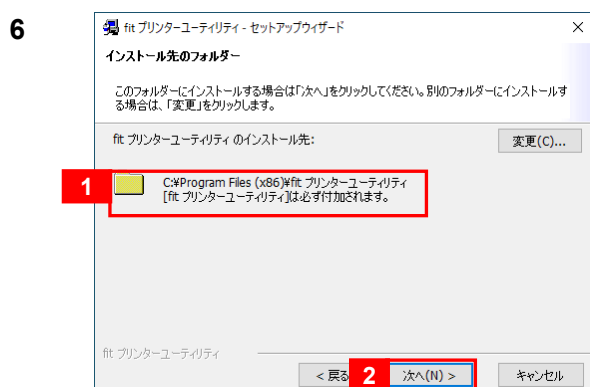 6
fit プリンターユーティリティ - セットアップウィザード
インストール先のフォルダー
このフォルダーにインストールする場合は「次へ」をクリックしてください。別のフォルダーにインストールす
る場合は、「変更」をクリックします。
fit プリンターユーティリティ のインストール先:
変更(C)...
1
C:¥Program Files (x86)¥fit プリンターユーティリティ
[fit プリンターユーティリティ]は必ず付加されます。
fit プリンターユーティリティ
< 戻る
2
次へ(N) >
キャンセル